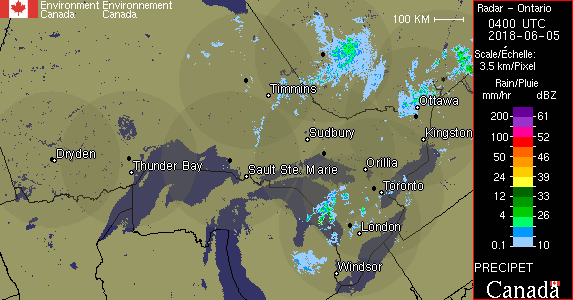 Environment Environnement
Canada Canada
100 KM
Timmins
Ottawa
Sudbury
Kingston
Dryden
Thunder Bay
Sault Ste. Marie
Orillia
Toronto
London
Windsor
Radar - Ontario
0400 UTC
2018-06-05
Scale/Échelle:
3.5 km/Pixel
Rain/Pluie
mm/hr dBZ
200 61
100 52
50 46
24 39
12 33
4 26
0.1 10
PRECIPET
Canada